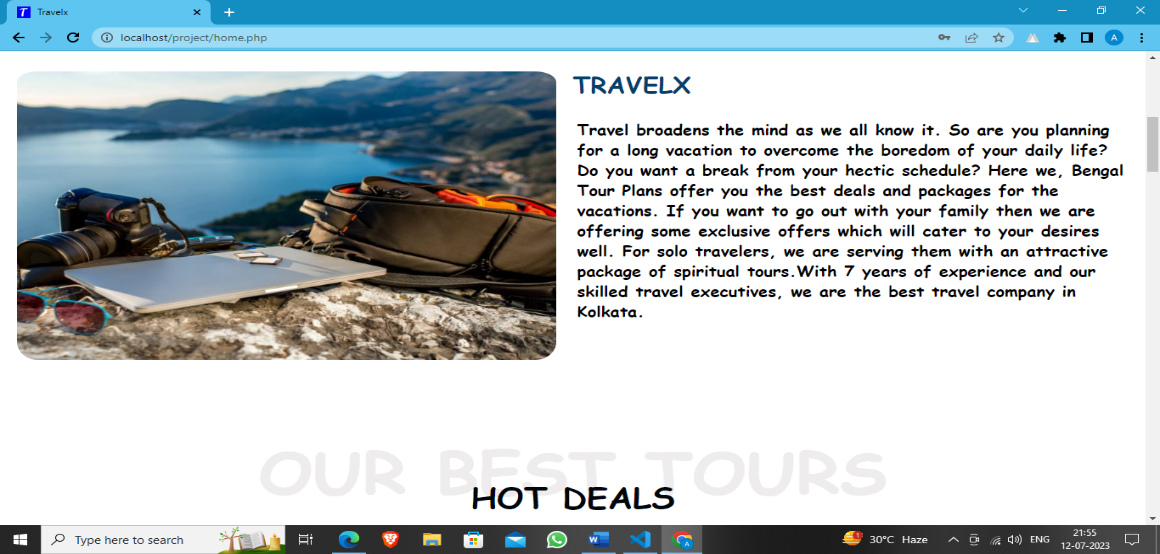 Travelx
localhost/project/home.php
A
TRAVELX
Travel broadens the mind as we all know it. So are you planning
for a long vacation to overcome the boredom of your daily life?
Do you want a break from your hectic schedule? Here we, Bengal
Tour Plans offer you the best deals and packages for the
vacations. If you want to go out with your family then we are
offering some exclusive offers which will cater to your desires
well. For solo travelers, we are serving them with an attractive
package of spiritual tours.With 7 years of experience and our
skilled travel executives, we are the best travel company in
Kolkata.
OUR BEST TOURS
HOT DEALS
Type here to search
30°C Haze
ENG
21:55
12-07-2023